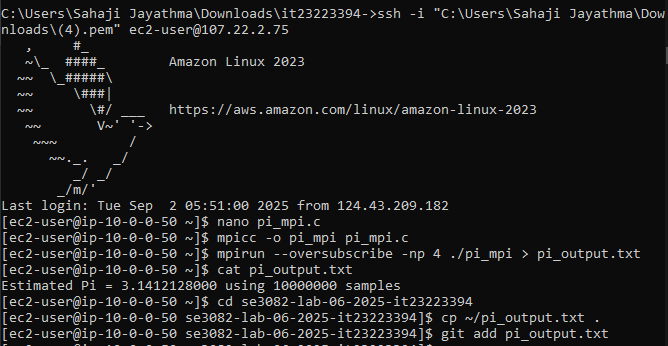 C:\Users\Sahaji Jayathma\Downloads\it23223394->ssh -i "C:\Users\Sahaji Jayathma\Dow
nloads\(4).pem" ec2-user@107.22.2.75
   ,     #_
   ~\_  ####_        Amazon Linux 2023
  ~~  \_#####\
  ~~     \###|
  ~~       \#/ ___   https://aws.amazon.com/linux/amazon-linux-2023
   ~~       V~' '->
    ~~~         /
      ~~._.   _/
         _/ _/
       _/m/'
Last login: Tue Sep  2 05:51:00 2025 from 124.43.209.182
[ec2-user@ip-10-0-0-50 ~]$ nano pi_mpi.c
[ec2-user@ip-10-0-0-50 ~]$ mpicc -o pi_mpi pi_mpi.c
[ec2-user@ip-10-0-0-50 ~]$ mpirun --oversubscribe -np 4 ./pi_mpi > pi_output.txt
[ec2-user@ip-10-0-0-50 ~]$ cat pi_output.txt
Estimated Pi = 3.1412128000 using 10000000 samples
[ec2-user@ip-10-0-0-50 ~]$ cd se3082-lab-06-2025-it23223394
[ec2-user@ip-10-0-0-50 se3082-lab-06-2025-it23223394]$ cp ~/pi_output.txt .
[ec2-user@ip-10-0-0-50 se3082-lab-06-2025-it23223394]$ git add pi_output.txt